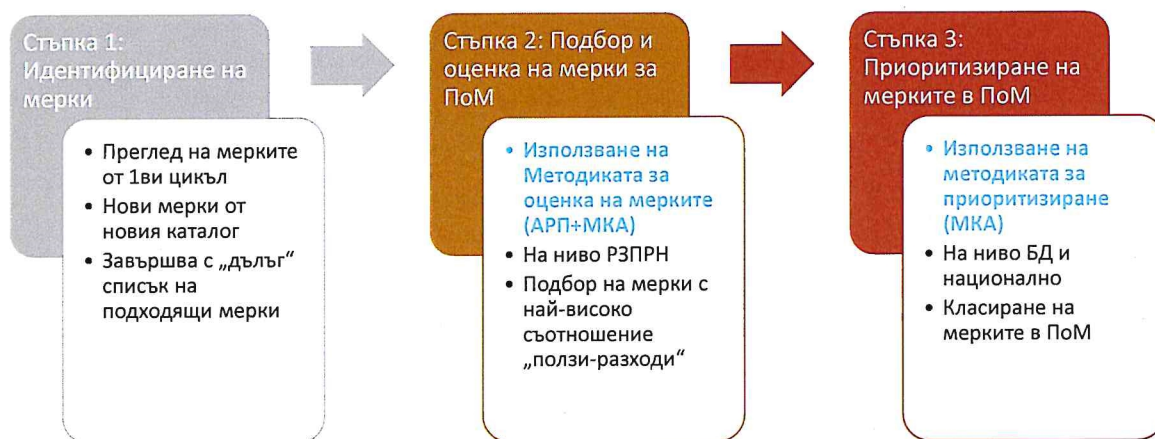 Стъпка 1:
Идентифициране на
мерки
• Преглед на мерките
от 1ви цикъл
• Нови мерки от
новия каталог
• Завършва с „дълъг“
списък на
подходящи мерки
Стъпка 2: Подбор и
оценка на мерки за
ПоМ
• Използване на
Методиката за
оценка на мерките
(АРП+МКА)
• На ниво РЗПРН
• Подбор на мерки с
най-високо
съотношение
„ползи-разходи“
Стъпка 3:
Приоритизиране на
мерките в ПоМ
• Използване на
методиката за
приоритизиране
(МКА)
• На ниво БД и
национално
• Класиране на
мерките в ПоМ